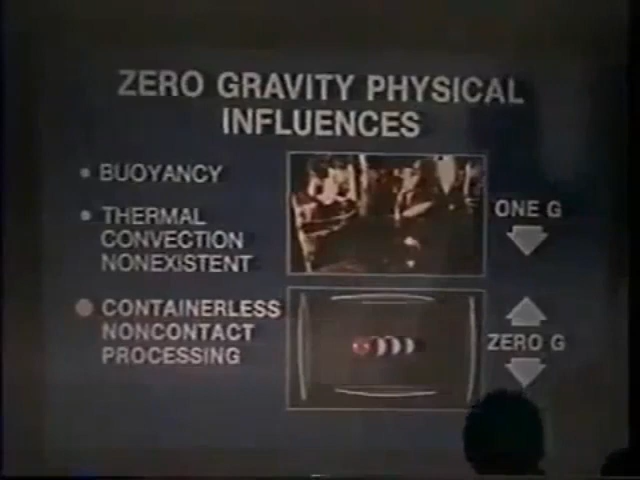 ZERO GRAVITY PHYSICAL
INFLUENCES
• BUOYANCY
• THERMAL
CONVECTION
NONEXISTENT
• CONTAINERLESS
NONCONTACT
PROCESSING
ONE G
ZERO G